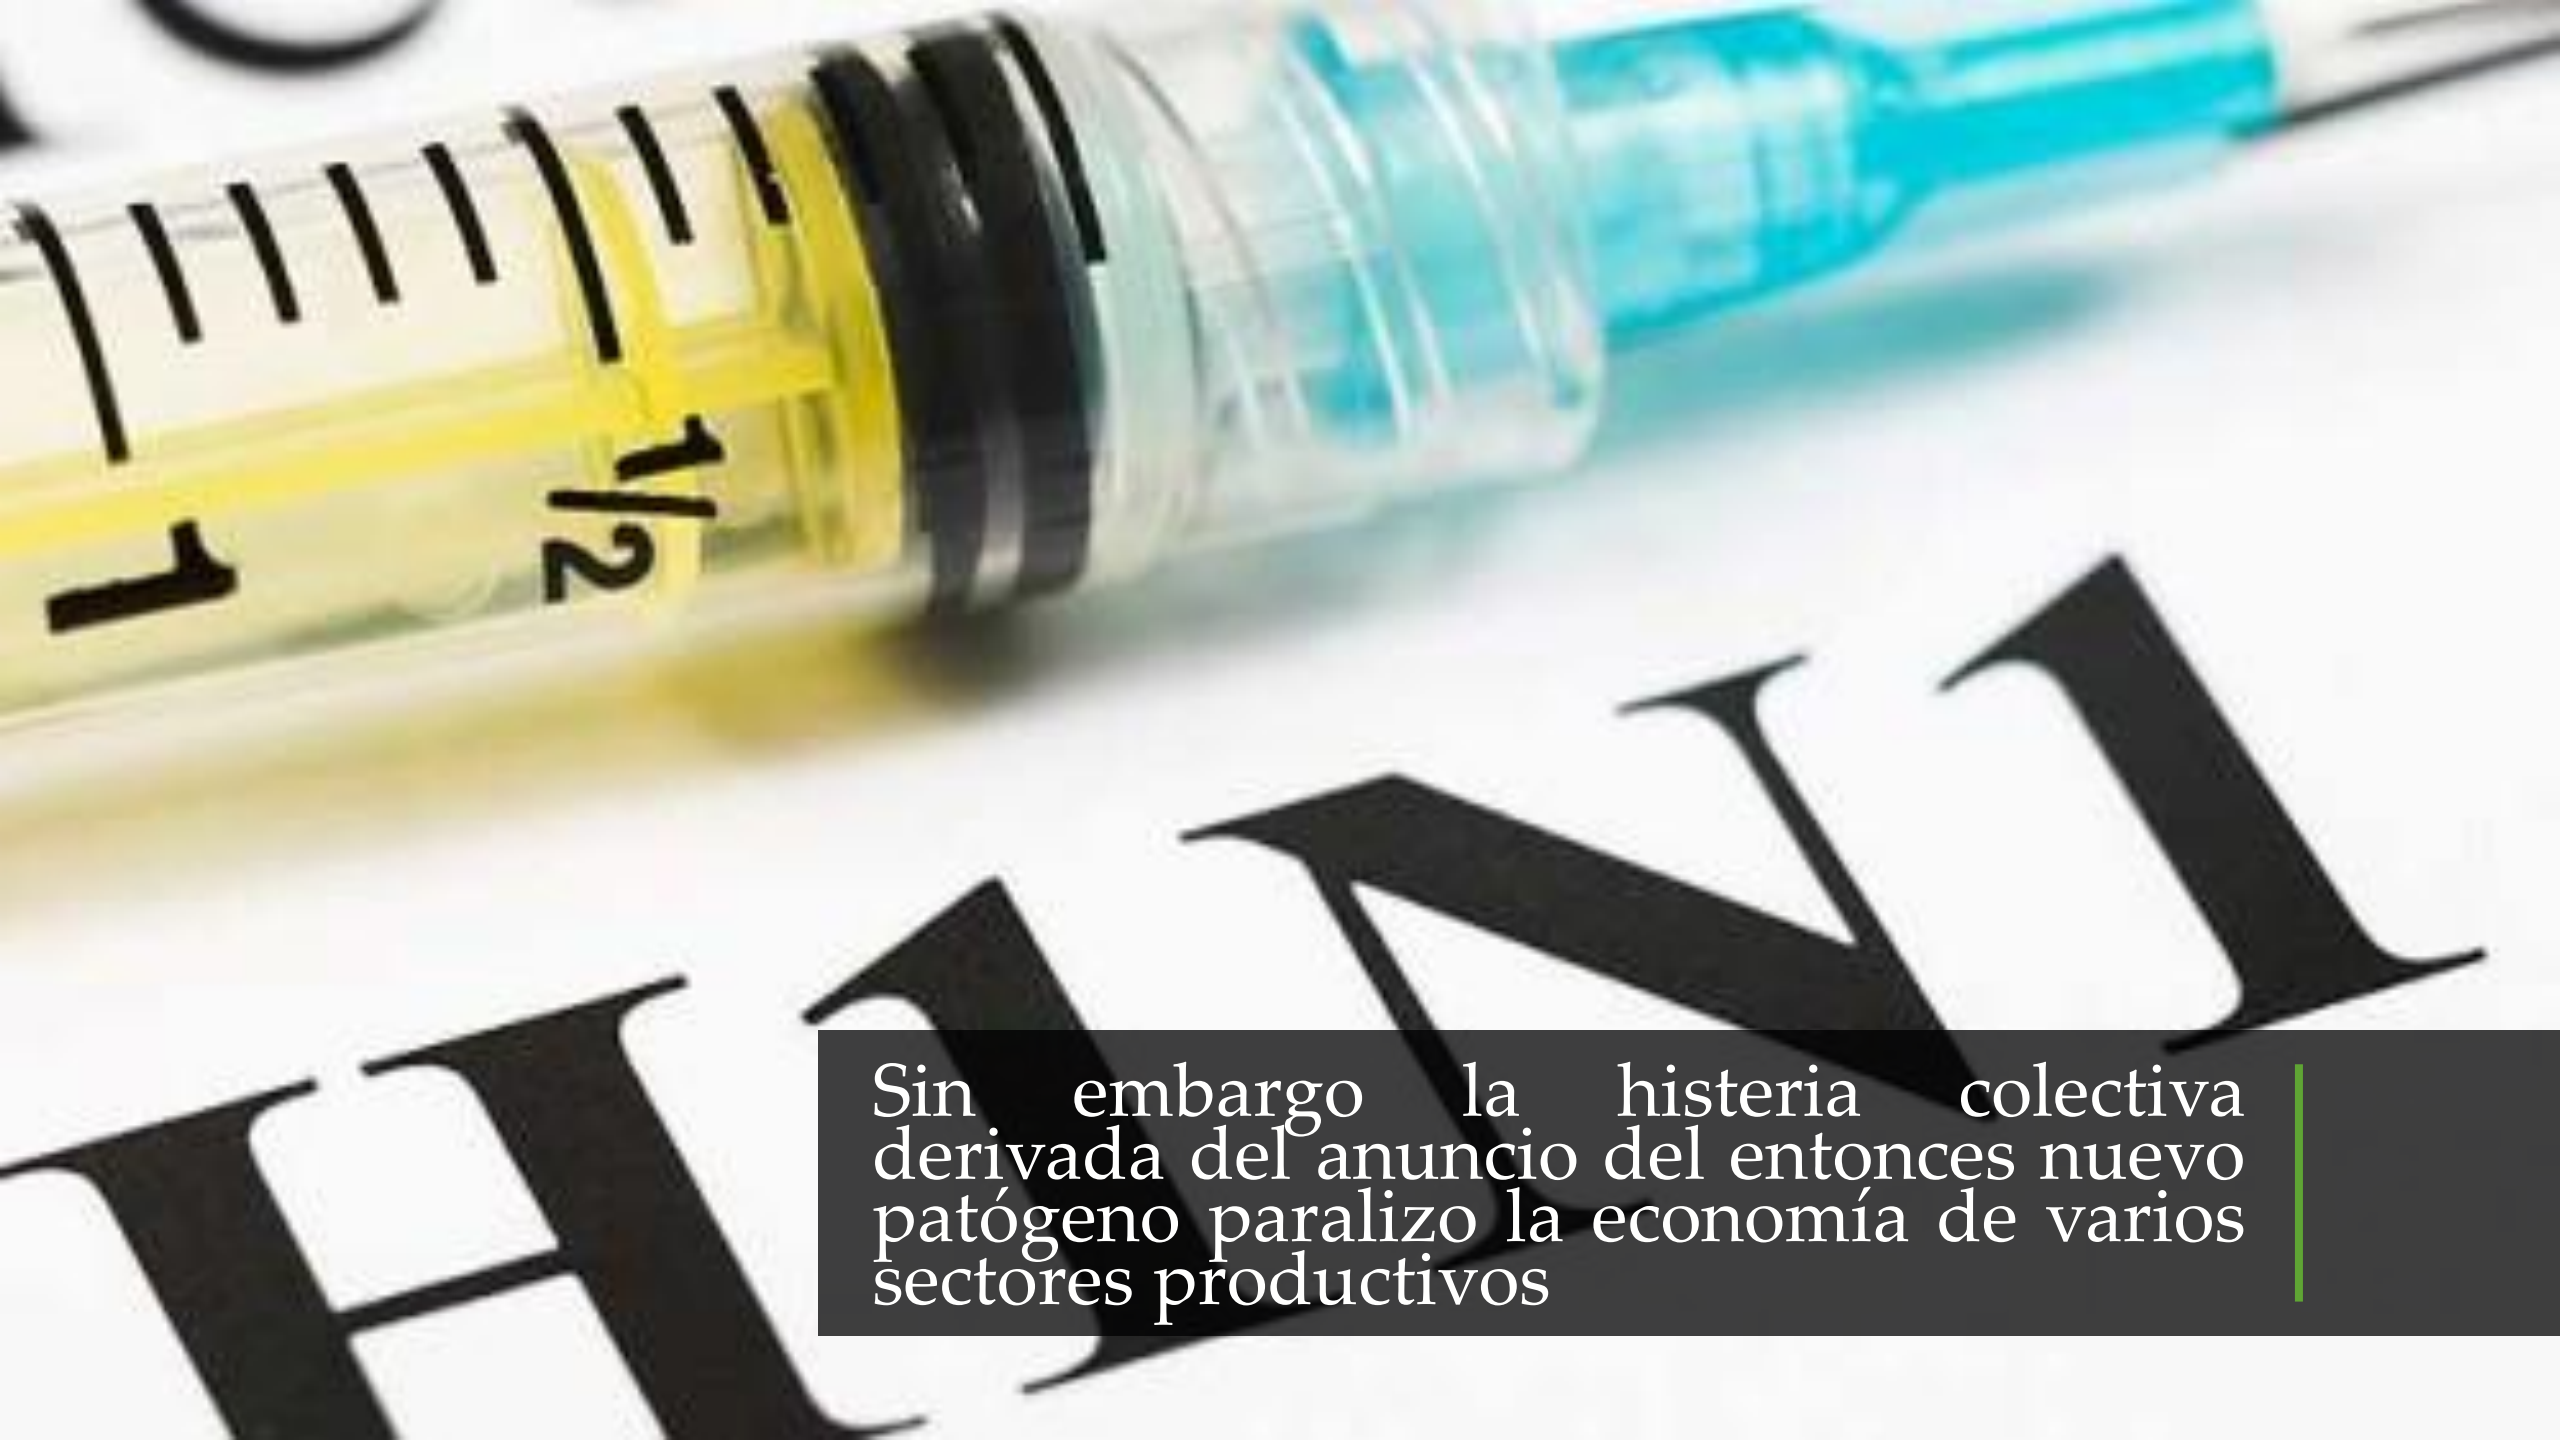 1
1/2
H1N1
Sin embargo la histeria colectiva
derivada del anuncio del entonces nuevo
patógeno paralizo la economía de varios
sectores productivos